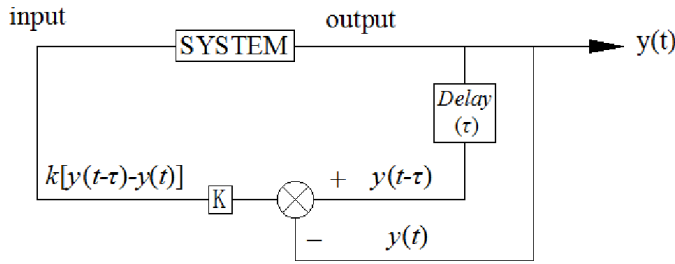 input
output
SYSTEM
y(t)
Delay
(τ)
k[y(t-τ)-y(t)]
K
+
y(t-τ)
−
y(t)